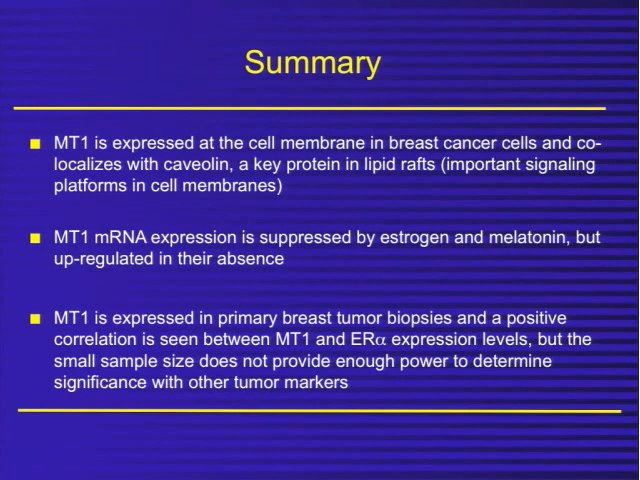 Summary
MT1 is expressed at the cell membrane in breast cancer cells and co-
localizes with caveolin, a key protein in lipid rafts (important signaling
platforms in cell membranes)
MT1 mRNA expression is suppressed by estrogen and melatonin, but
up-regulated in their absence
MT1 is expressed in primary breast tumor biopsies and a positive
correlation is seen between MT1 and ERα expression levels, but the
small sample size does not provide enough power to determine
significance with other tumor markers